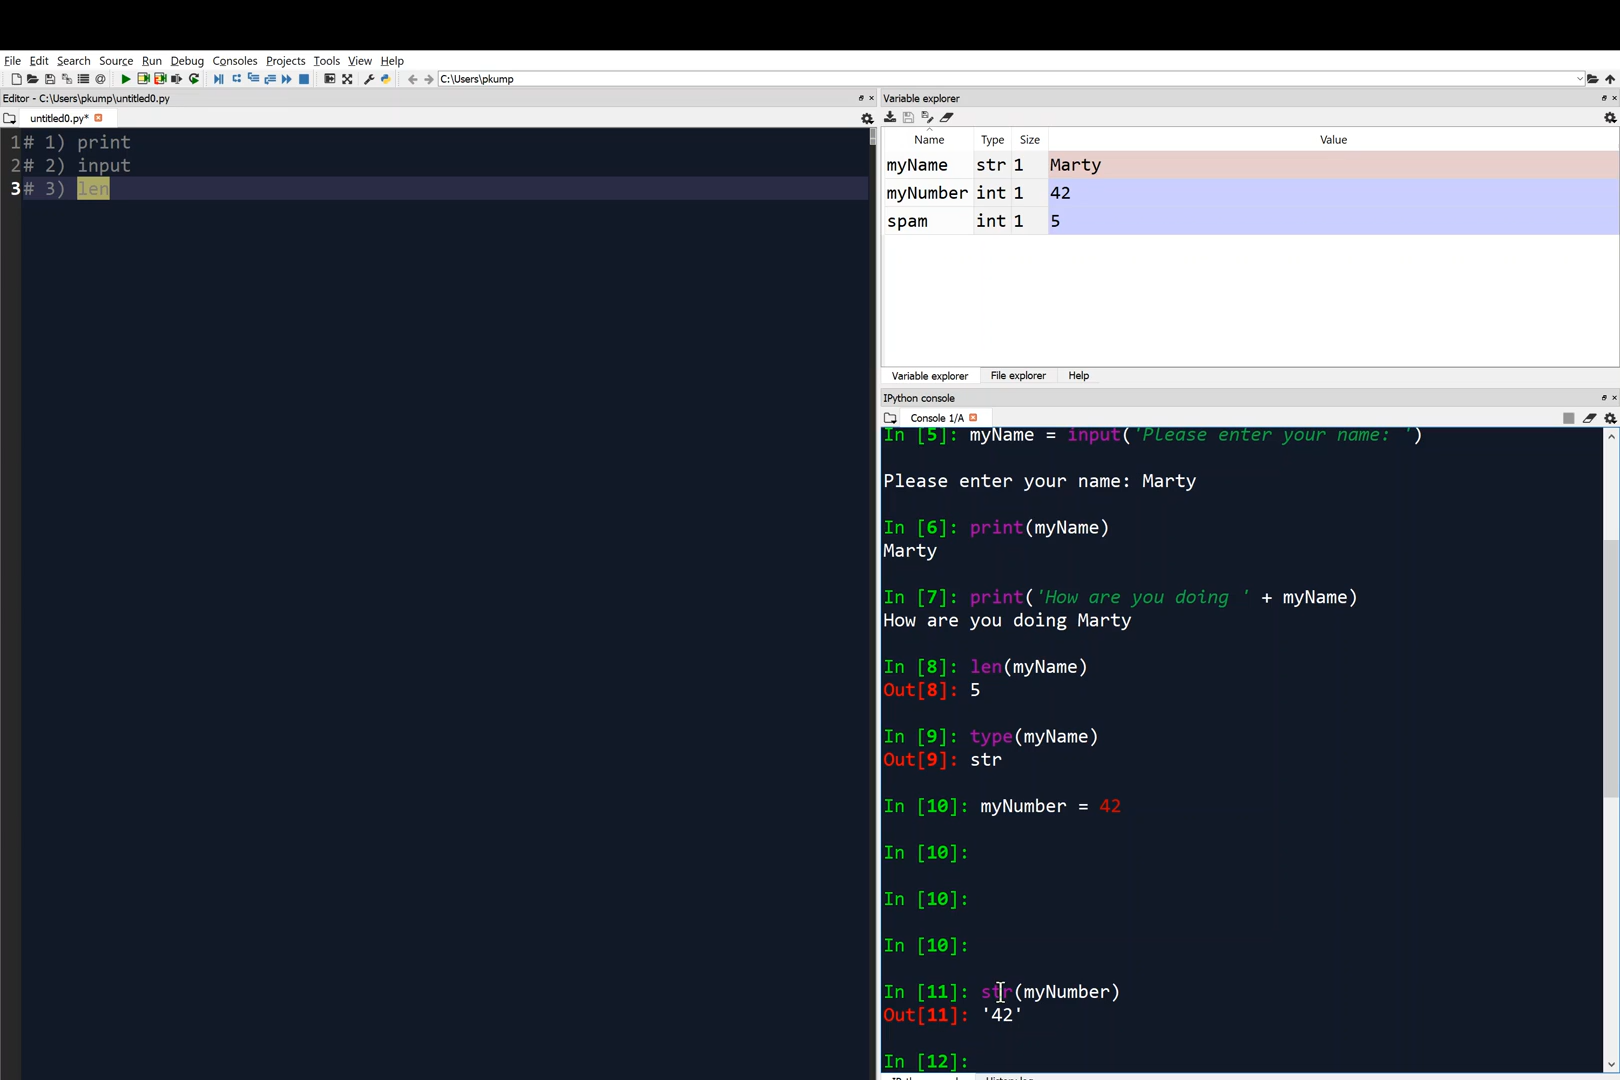 File Edit Search Source Run Debug Consoles Projects Tools View Help
C:\Users\pkump
Editor - C:\Users\pkump\untitled0.py
untitled0.py*
1# 1) print
2# 2) input
3# 3) len
Variable explorer
Name Type Size Value
myName str 1 Marty
myNumber int 1 42
spam int 1 5
Variable explorer File explorer Help
IPython console
Console 1/A
In [5]: myName = input('Please enter your name: ')
Please enter your name: Marty
In [6]: print(myName)
Marty
In [7]: print('How are you doing ' + myName)
How are you doing Marty
In [8]: len(myName)
Out[8]: 5
In [9]: type(myName)
Out[9]: str
In [10]: myNumber = 42
In [10]:
In [10]:
In [10]:
In [11]: str(myNumber)
Out[11]: '42'
In [12]: